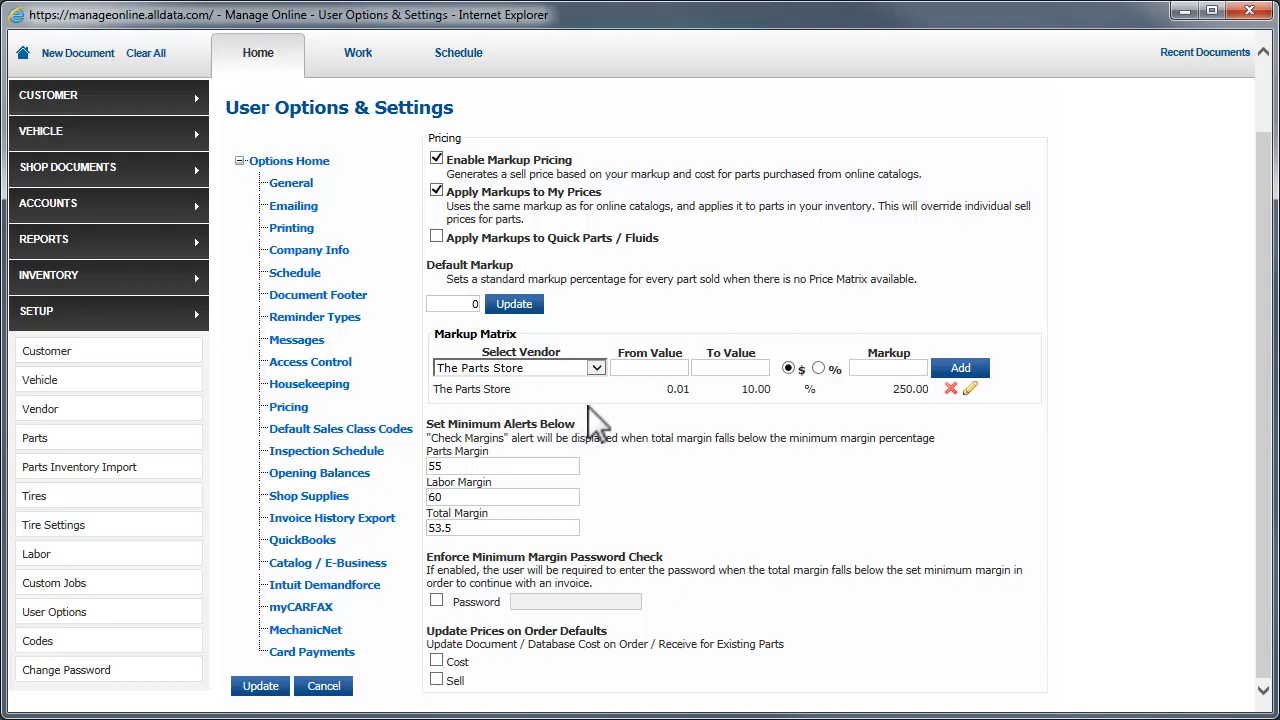 https://manageonline.alldata.com/ - Manage Online - User Options & Settings - Internet Explorer
New Document Clear All Home Work Schedule Recent Documents
CUSTOMER
VEHICLE
SHOP DOCUMENTS
ACCOUNTS
REPORTS
INVENTORY
SETUP
Customer
Vehicle
Vendor
Parts
Parts Inventory Import
Tires
Tire Settings
Labor
Custom Jobs
User Options
Codes
Change Password
User Options & Settings
Options Home
General
Emailing
Printing
Company Info
Schedule
Document Footer
Reminder Types
Messages
Access Control
Housekeeping
Pricing
Default Sales Class Codes
Inspection Schedule
Opening Balances
Shop Supplies
Invoice History Export
QuickBooks
Catalog / E-Business
Intuit Demandforce
myCARFAX
MechanicNet
Card Payments
Update Cancel
Pricing
Enable Markup Pricing
Generates a sell price based on your markup and cost for parts purchased from online catalogs.
Apply Markups to My Prices
Uses the same markup as for online catalogs, and applies it to parts in your inventory. This will override individual sell
prices for parts.
Apply Markups to Quick Parts / Fluids
Default Markup
Sets a standard markup percentage for every part sold when there is no Price Matrix available.
0 Update
Markup Matrix
Select Vendor From Value To Value Markup
The Parts Store $ % Add
The Parts Store 0.01 10.00 % 250.00
Set Minimum Alerts Below
"Check Margins" alert will be displayed when total margin falls below the minimum margin percentage
Parts Margin
55
Labor Margin
60
Total Margin
53.5
Enforce Minimum Margin Password Check
If enabled, the user will be required to enter the password when the total margin falls below the set minimum margin in
order to continue with an invoice.
Password
Update Prices on Order Defaults
Update Document / Database Cost on Order / Receive for Existing Parts
Cost
Sell